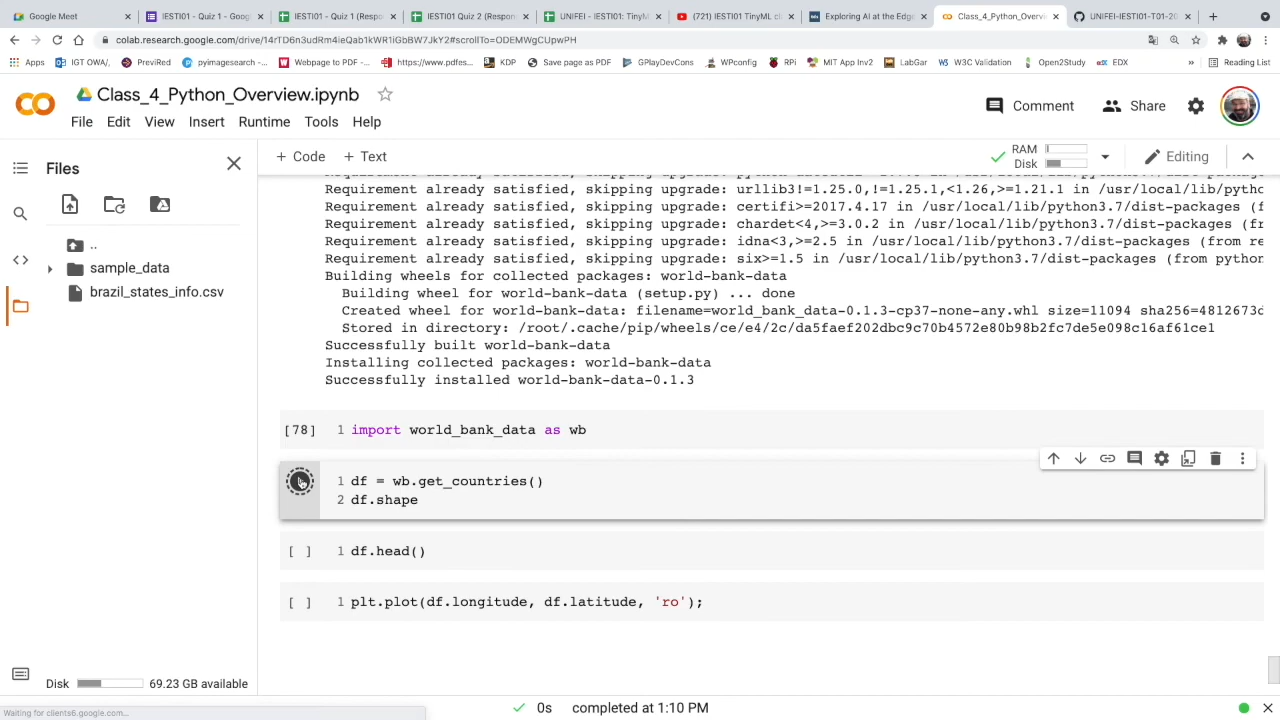 Google Meet
IESTI01 - Quiz 1 - Goog
IESTI01 - Quiz 1 (Respon
IESTI01 Quiz 2 (Respons
UNIFEI - IESTI01: TinyM
(721) IESTI01 TinyML cl
Exploring AI at the Edge
Class_4_Python_Overvie
UNIFEI-IESTI01-T01-20
colab.research.google.com/drive/14rTD6n3udRm4ieQab1kWR1iGbBW7JkY2#scrollTo=ODEMWgCUpwPH
Apps
IGT OWA/,
PreviRed
pyimagesearch -...
Webpage to PDF -...
https://www.pdfes...
KDP
Save page as PDF
GPlayDevCons
WPconfig
RPi
MIT App Inv2
LabGar
W3C Validation
Open2Study
EDX
»
Reading List
Class_4_Python_Overview.ipynb
Comment
Share
File Edit View Insert Runtime Tools Help
Files
+ Code + Text
RAM
Disk
Editing
..
sample_data
brazil_states_info.csv
Requirement already satisfied, skipping upgrade: urllib3!=1.25.0,!=1.25.1,<1.26,>=1.21.1 in /usr/local/lib/pytho
Requirement already satisfied, skipping upgrade: certifi>=2017.4.17 in /usr/local/lib/python3.7/dist-packages (f
Requirement already satisfied, skipping upgrade: chardet<4,>=3.0.2 in /usr/local/lib/python3.7/dist-packages (fr
Requirement already satisfied, skipping upgrade: idna<3,>=2.5 in /usr/local/lib/python3.7/dist-packages (from re
Requirement already satisfied, skipping upgrade: six>=1.5 in /usr/local/lib/python3.7/dist-packages (from python
Building wheels for collected packages: world-bank-data
Building wheel for world-bank-data (setup.py) ... done
Created wheel for world-bank-data: filename=world_bank_data-0.1.3-cp37-none-any.whl size=11094 sha256=4812673d
Stored in directory: /root/.cache/pip/wheels/ce/e4/2c/da5faef202dbc9c70b4572e80b98b2fc7de5e098c16af61ce1
Successfully built world-bank-data
Installing collected packages: world-bank-data
Successfully installed world-bank-data-0.1.3
[78] 1 import world_bank_data as wb
1 df = wb.get_countries()
2 df.shape
[ ] 1 df.head()
[ ] 1 plt.plot(df.longitude, df.latitude, 'ro');
Disk 69.23 GB available
Waiting for clients6.google.com...
0s completed at 1:10 PM